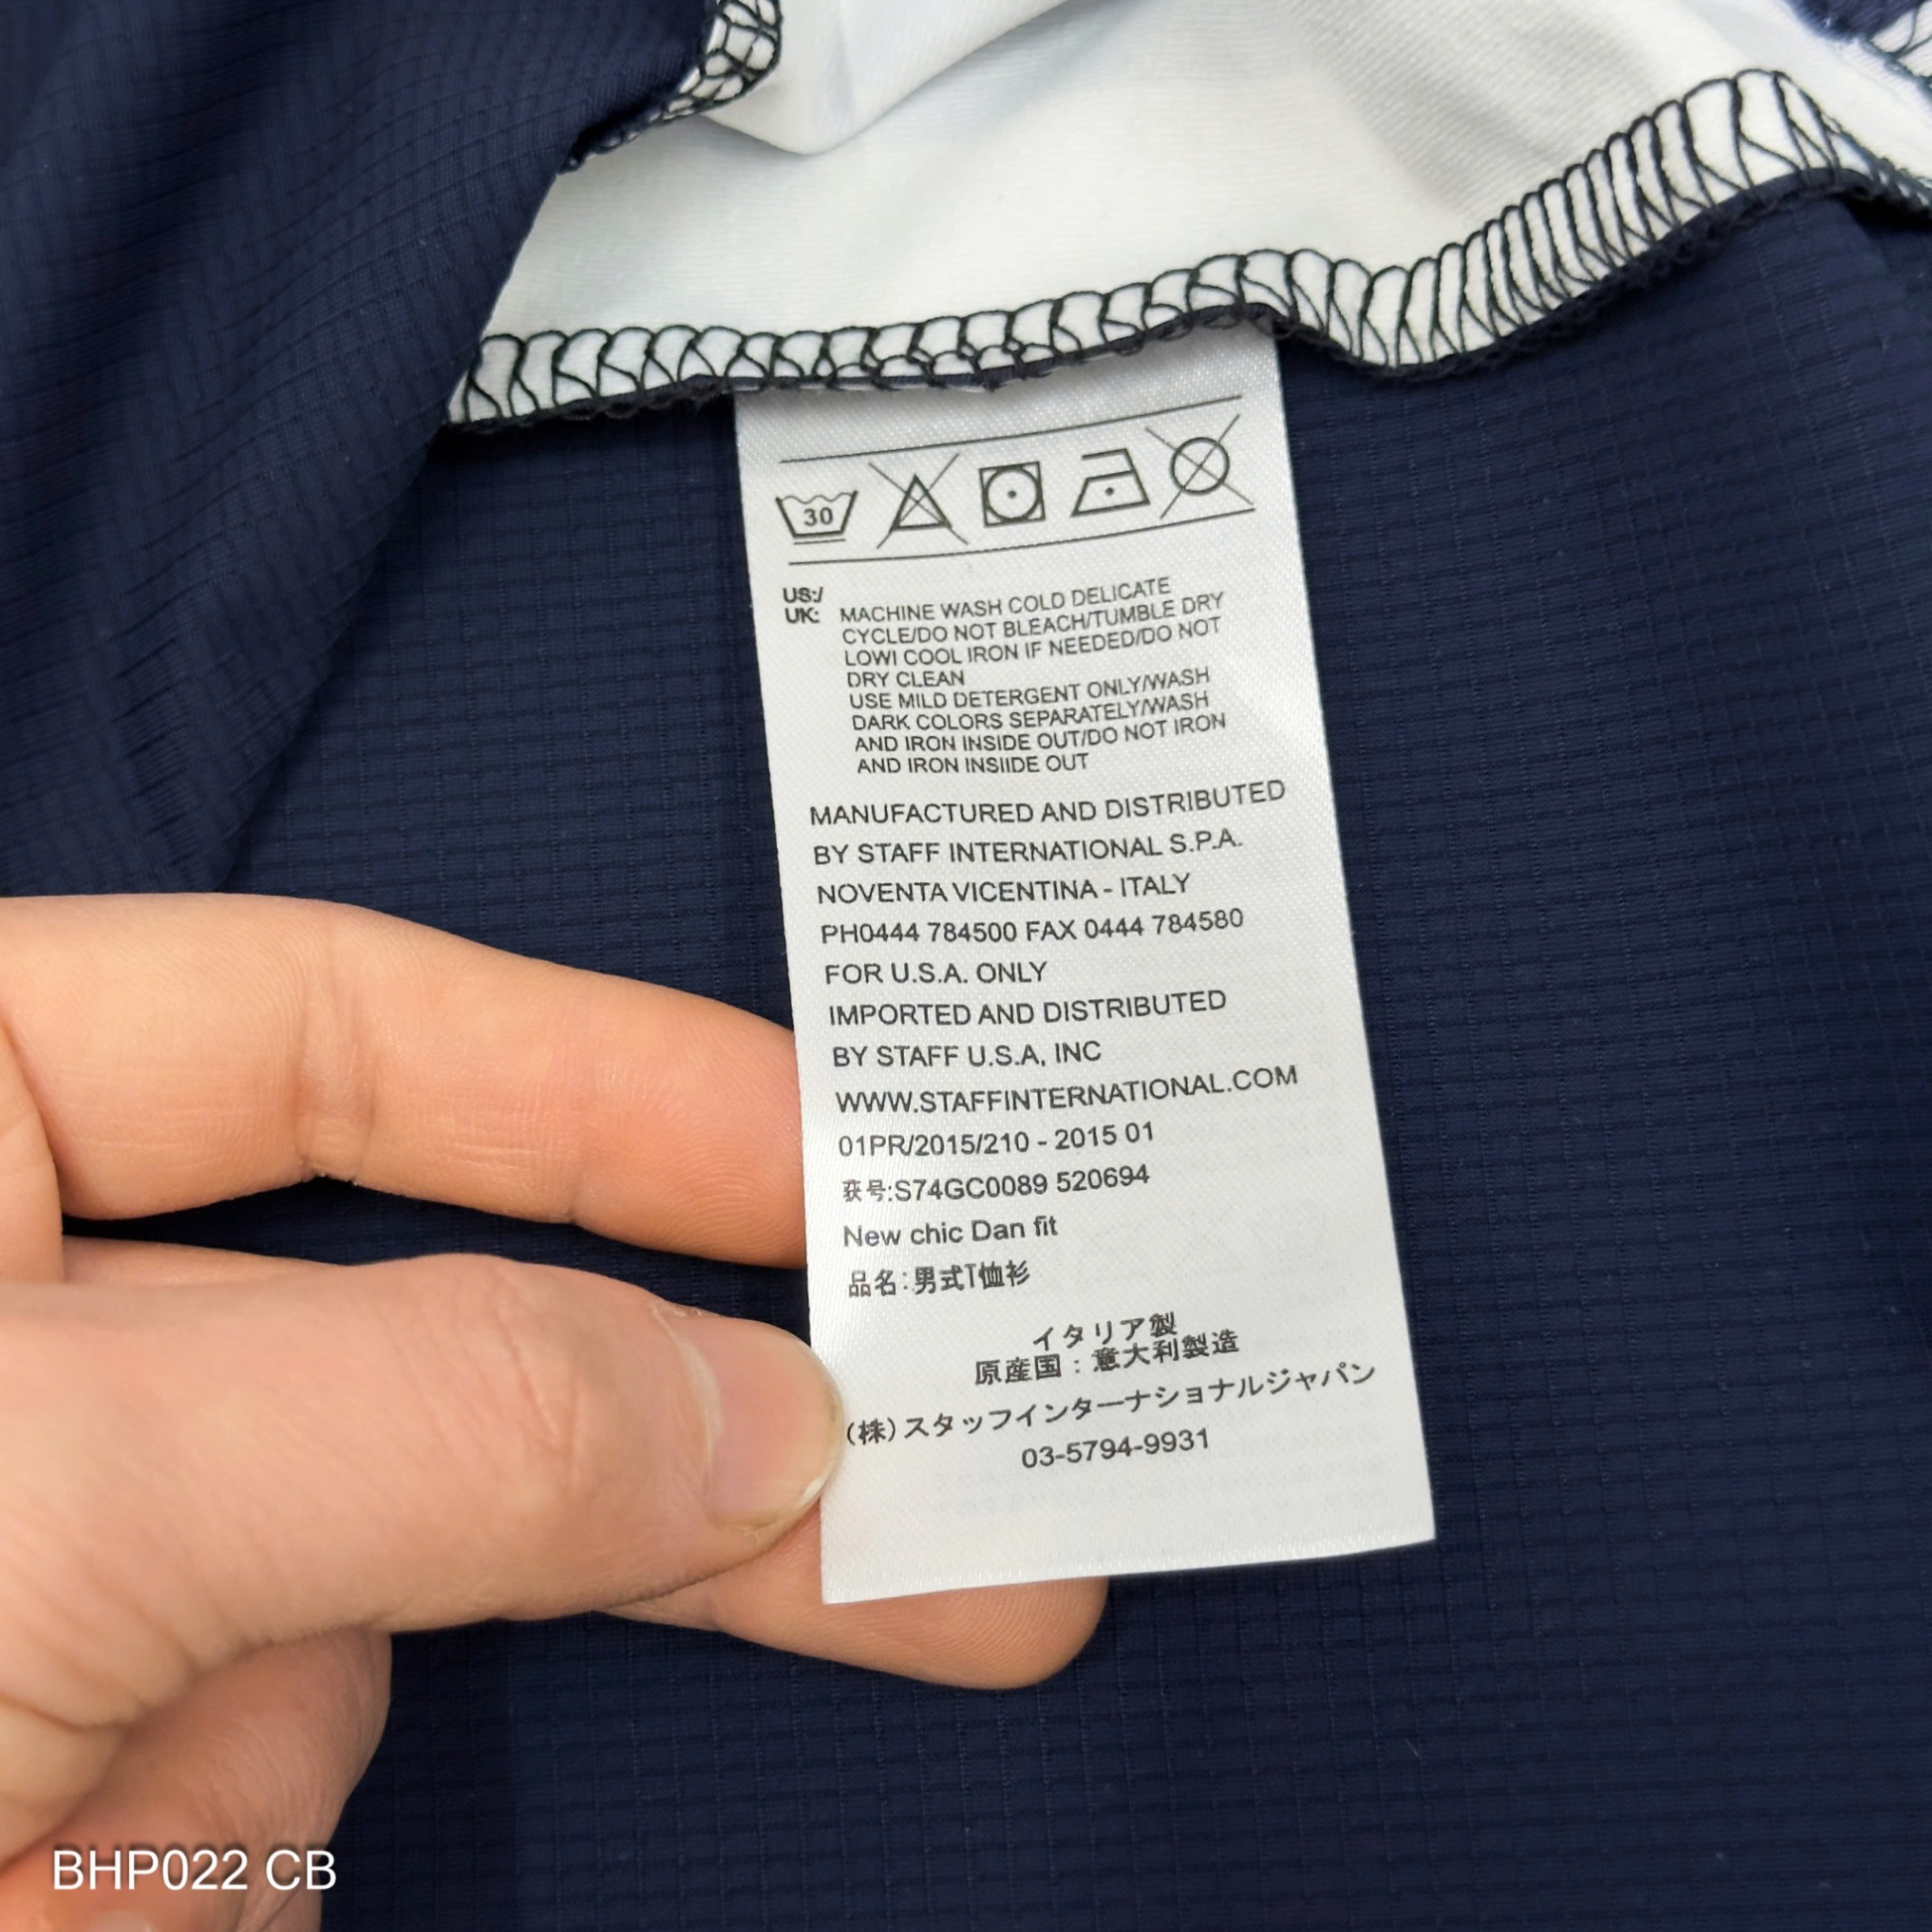 30
US:/
UK: MACHINE WASH COLD DELICATE
CYCLE/DO NOT BLEACH/TUMBLE DRY
LOWI COOL IRON IF NEEDED/DO NOT
DRY CLEAN
USE MILD DETERGENT ONLY/WASH
DARK COLORS SEPARATELY/WASH
AND IRON INSIDE OUT/DO NOT IRON
AND IRON INSIIDE OUT
MANUFACTURED AND DISTRIBUTED
BY STAFF INTERNATIONAL S.P.A.
NOVENTA VICENTINA - ITALY
PH0444 784500 FAX 0444 784580
FOR U.S.A. ONLY
IMPORTED AND DISTRIBUTED
BY STAFF U.S.A, INC
WWW.STAFFINTERNATIONAL.COM
01PR/2015/210 - 2015 01
获号:S74GC0089 520694
New chic Dan fit
品名:男式T恤衫
イタリア製
原産国:意大利製造
(株)スタッフインターナショナルジャパン
03-5794-9931
BHP022 CB